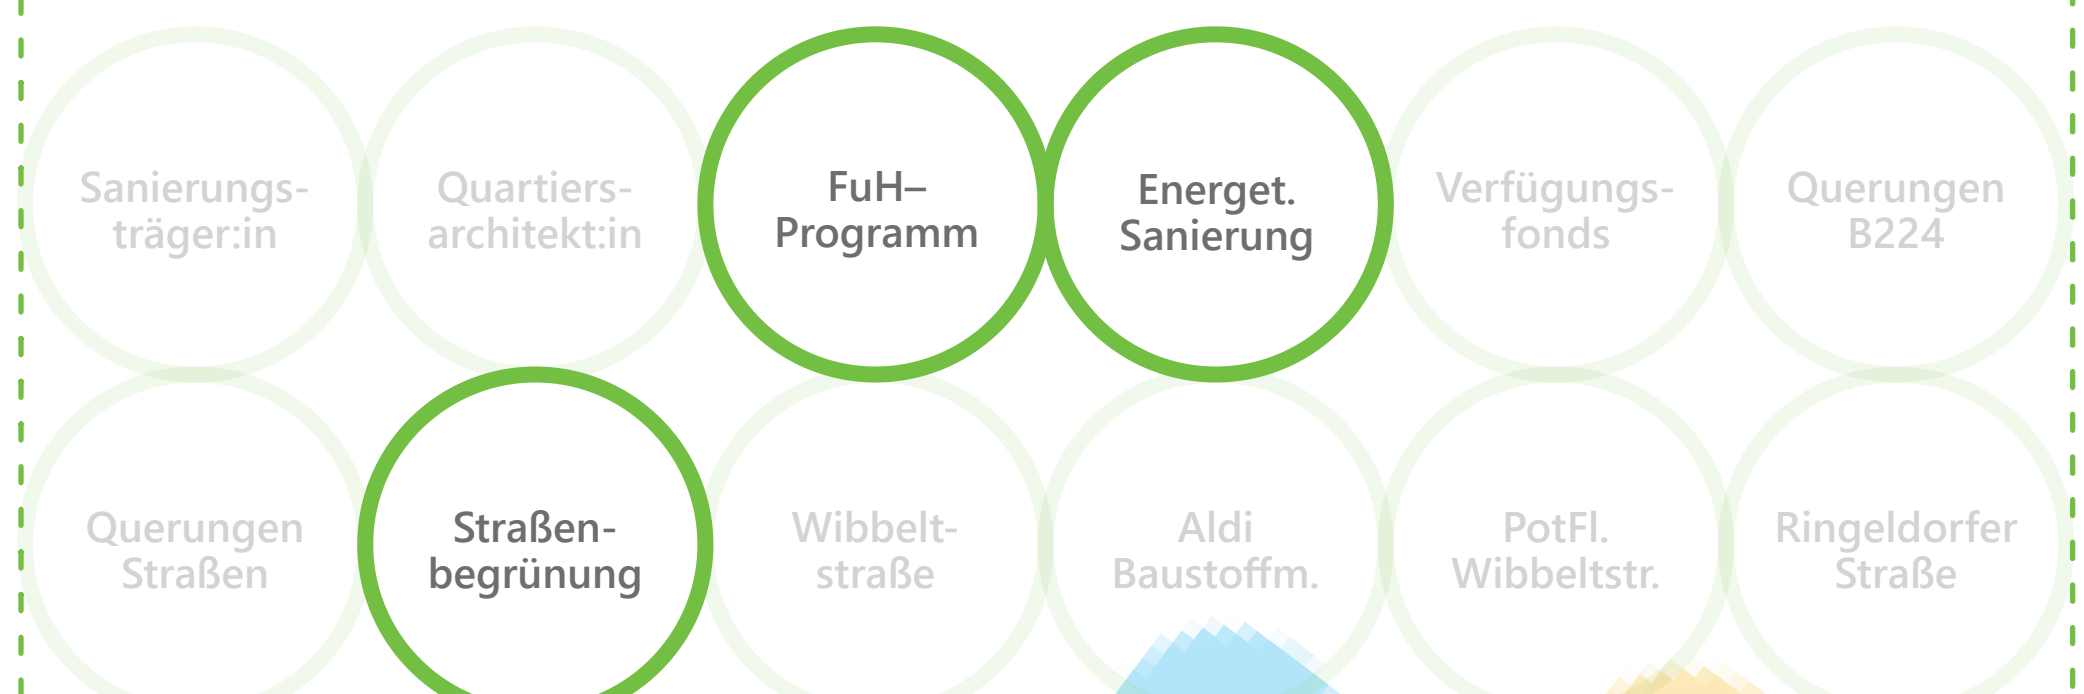 Sanierungs-
träger:in
Quartiers-
architekt:in
FuH–
Programm
Energet.
Sanierung
Verfügungs-
fonds
Querungen
B224
Querungen
Straßen
Straßen-
begrünung
Wibbelt-
straße
Aldi
Baustoffm.
PotFl.
Wibbeltstr.
Ringeldorfer
Straße